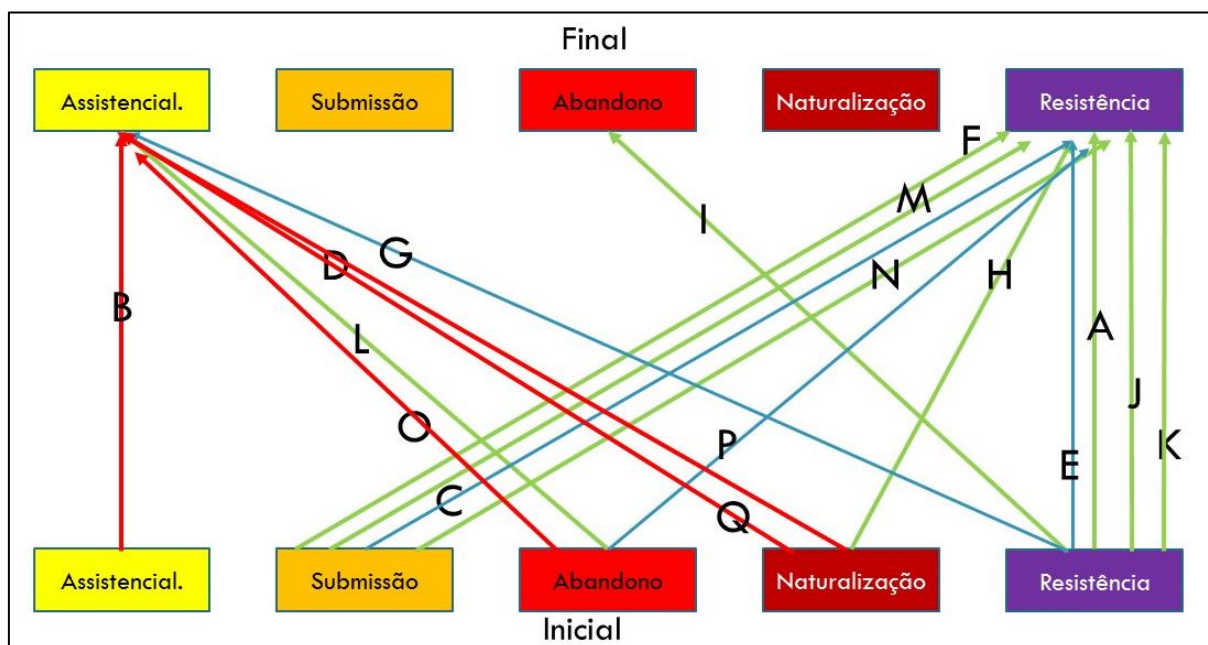 Final
Assistencial.
Submissão
Abandono
Naturalização
Resistência
F
M
I
G
D
N
H
B
A
L
J
O
P
K
E
C
Q
Assistencial.
Submissão
Abandono
Naturalização
Resistência
Inicial